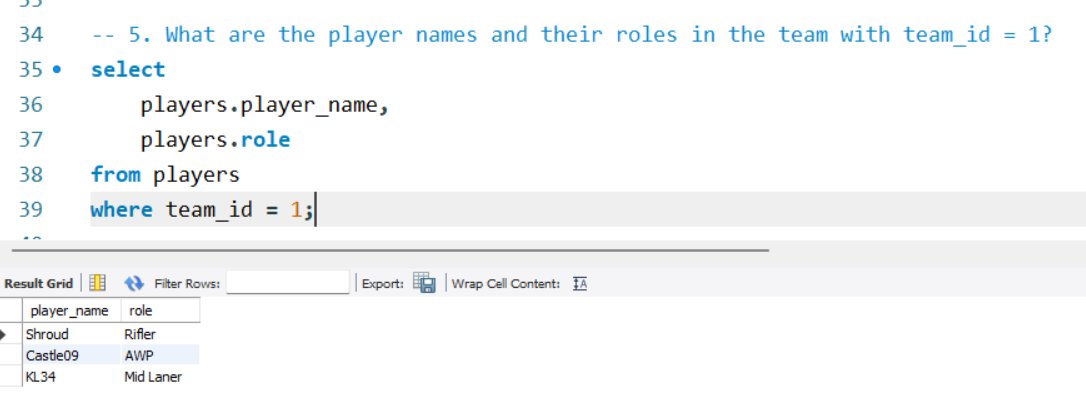 34 -- 5. What are the player names and their roles in the team with team_id = 1?
35 select
36 players.player_name,
37 players.role
38 from players
39 where team_id = 1;
Result Grid Filter Rows: Export: Wrap Cell Content:
player_name role
Shroud Rifler
Castle09 AWP
KL34 Mid Laner